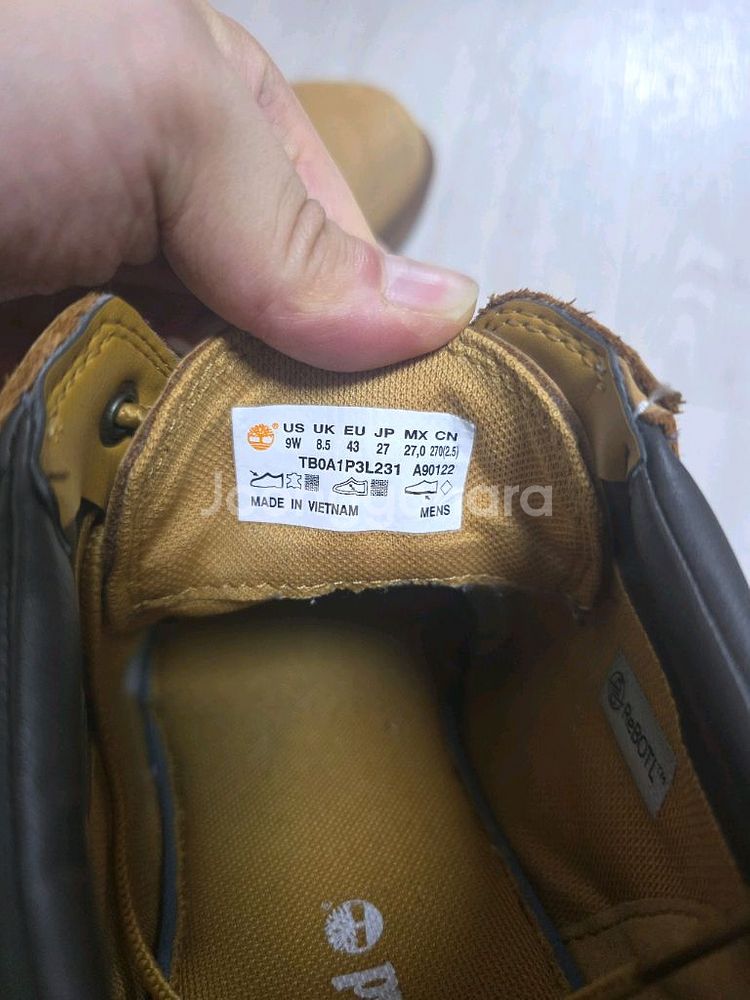 US UK EU JP MX CN
9W 8.5 43 27 27,0 270(2.5)
TB0A1P3L231 A90122
MADE IN VIETNAM MENS
ReBOTL™